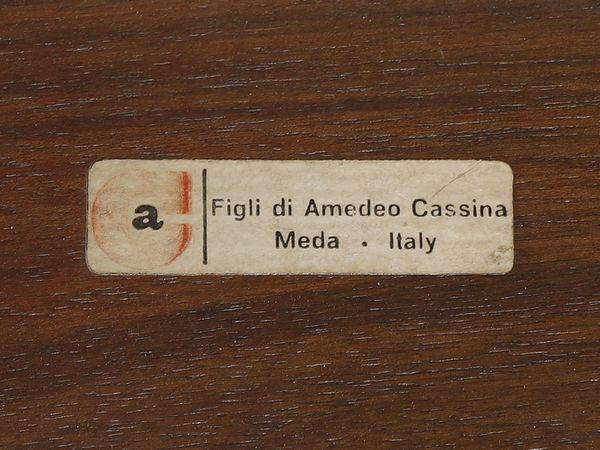 a
Figli di Amedeo Cassina
Meda • Italy